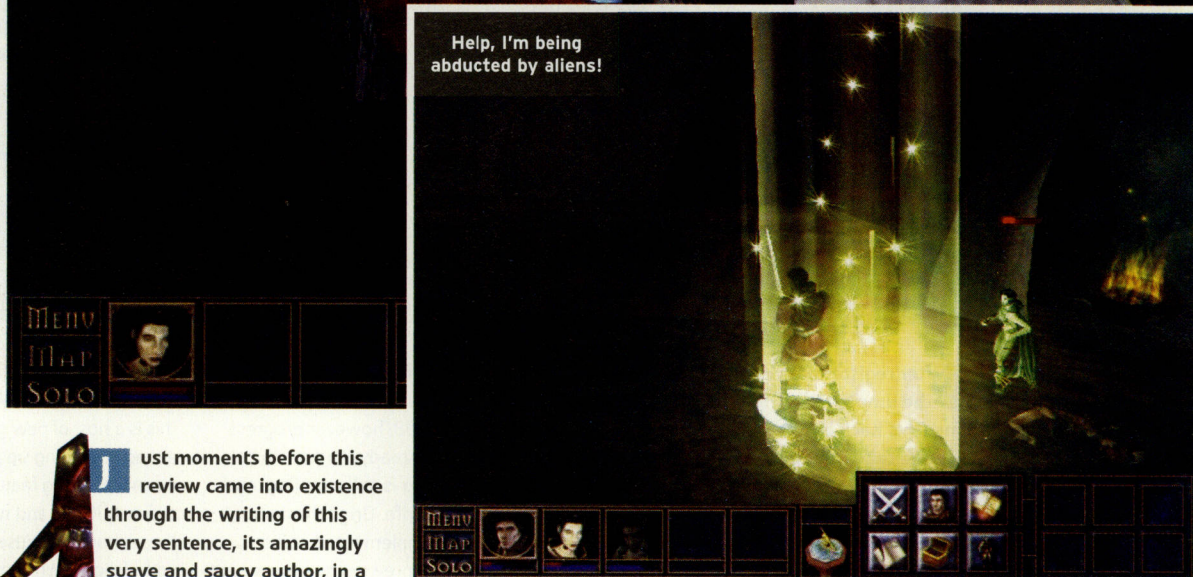 Help, I'm being
abducted by aliens!
MENU
MAP
SOLO
Just moments before this
review came into existence
through the writing of this
very sentence, its amazingly
suave and saucy author, in a
MENU
MAP
SOLO